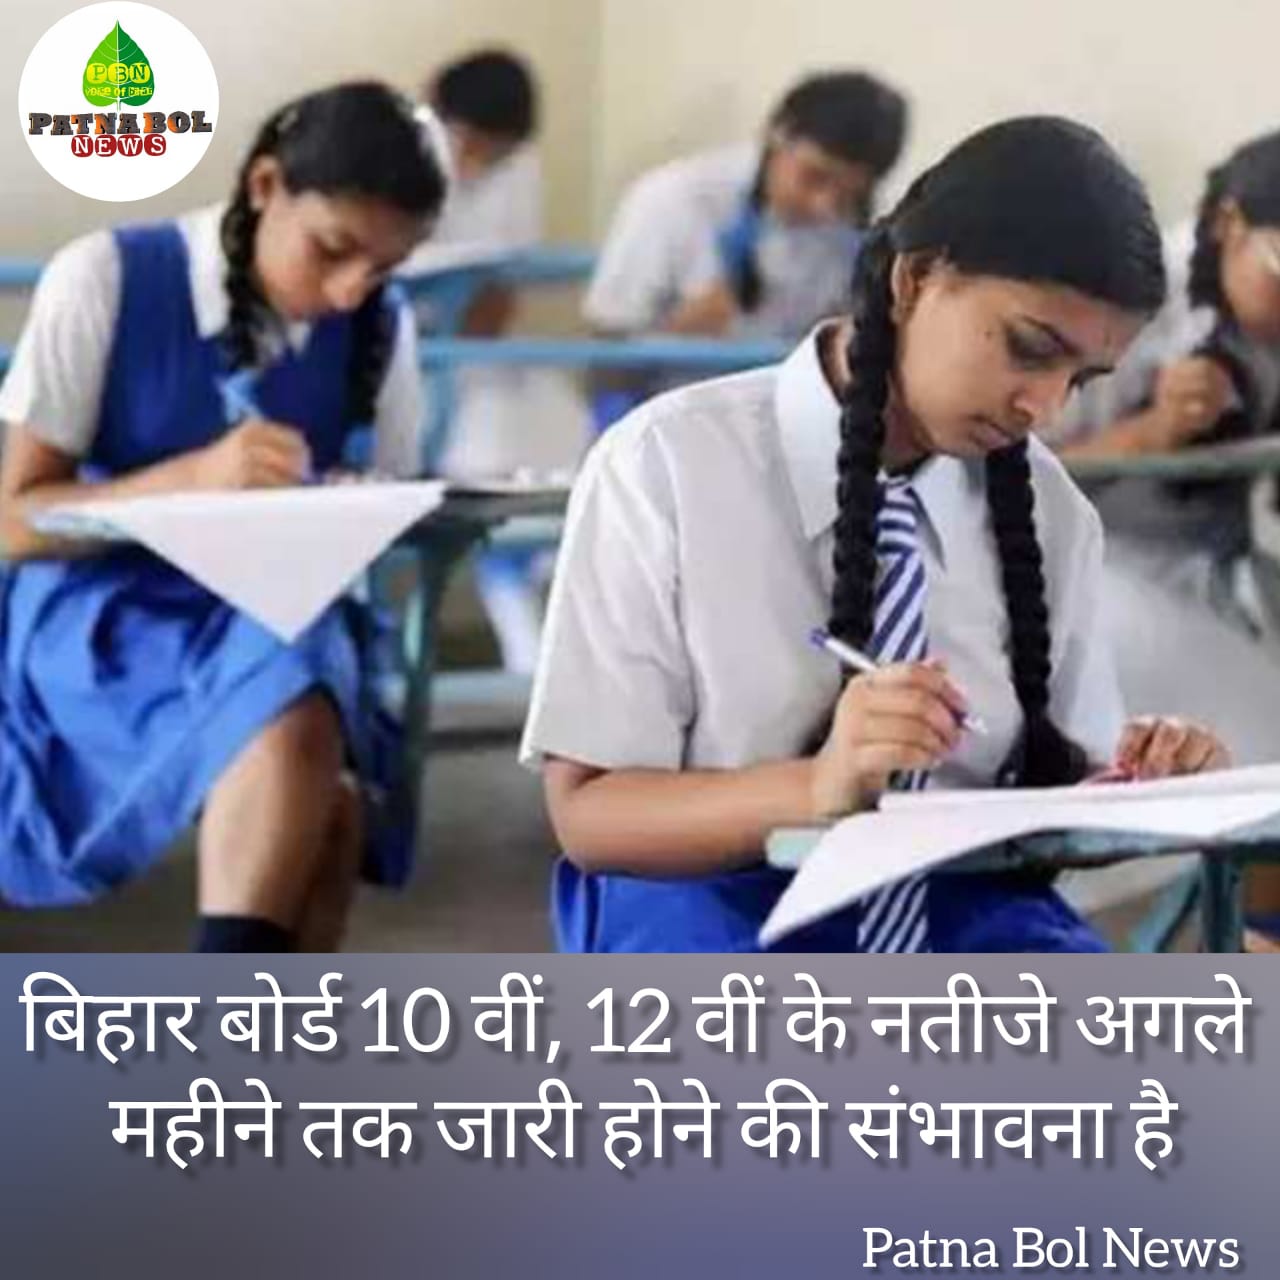 PBN
PATNA BOL
NEWS
बिहार बोर्ड 10 वीं, 12 वीं के नतीजे अगले
महीने तक जारी होने की संभावना है
Patna Bol News